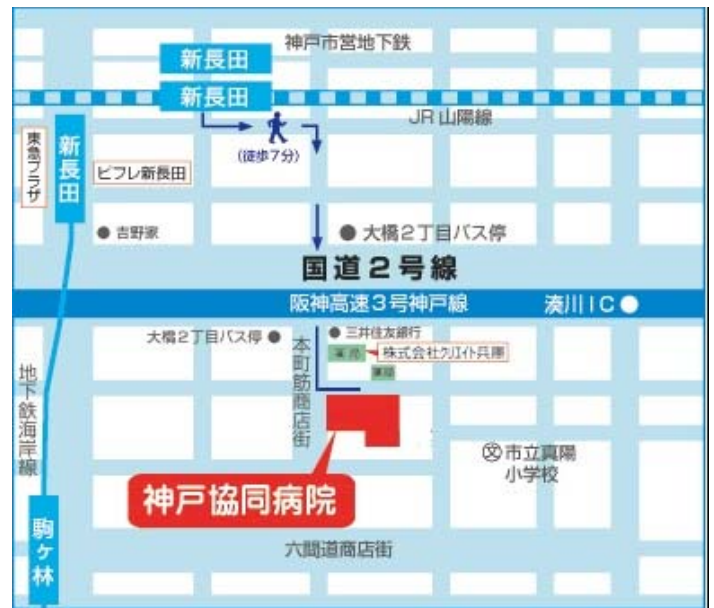 神戸市営地下鉄
新長田
新長田
JR山陽線
(徒歩7分)
東急プラザ
新長田
ピフレ新長田
吉野家
大橋2丁目バス停
国道2号線
阪神高速3号神戸線
湊川IC
大橋2丁目バス停
三井住友銀行
薬局
株式会社クリエイト兵庫
薬局
本町筋商店街
地下鉄海岸線
市立真陽
小学校
文
神戸協同病院
駒ヶ林
六間道商店街